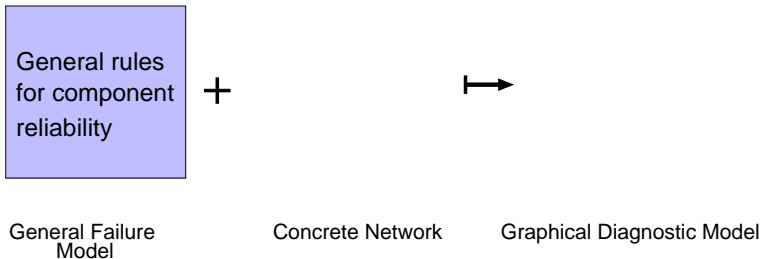 General rules
for component
reliability
+
General Failure
Model
Concrete Network
Graphical Diagnostic Model